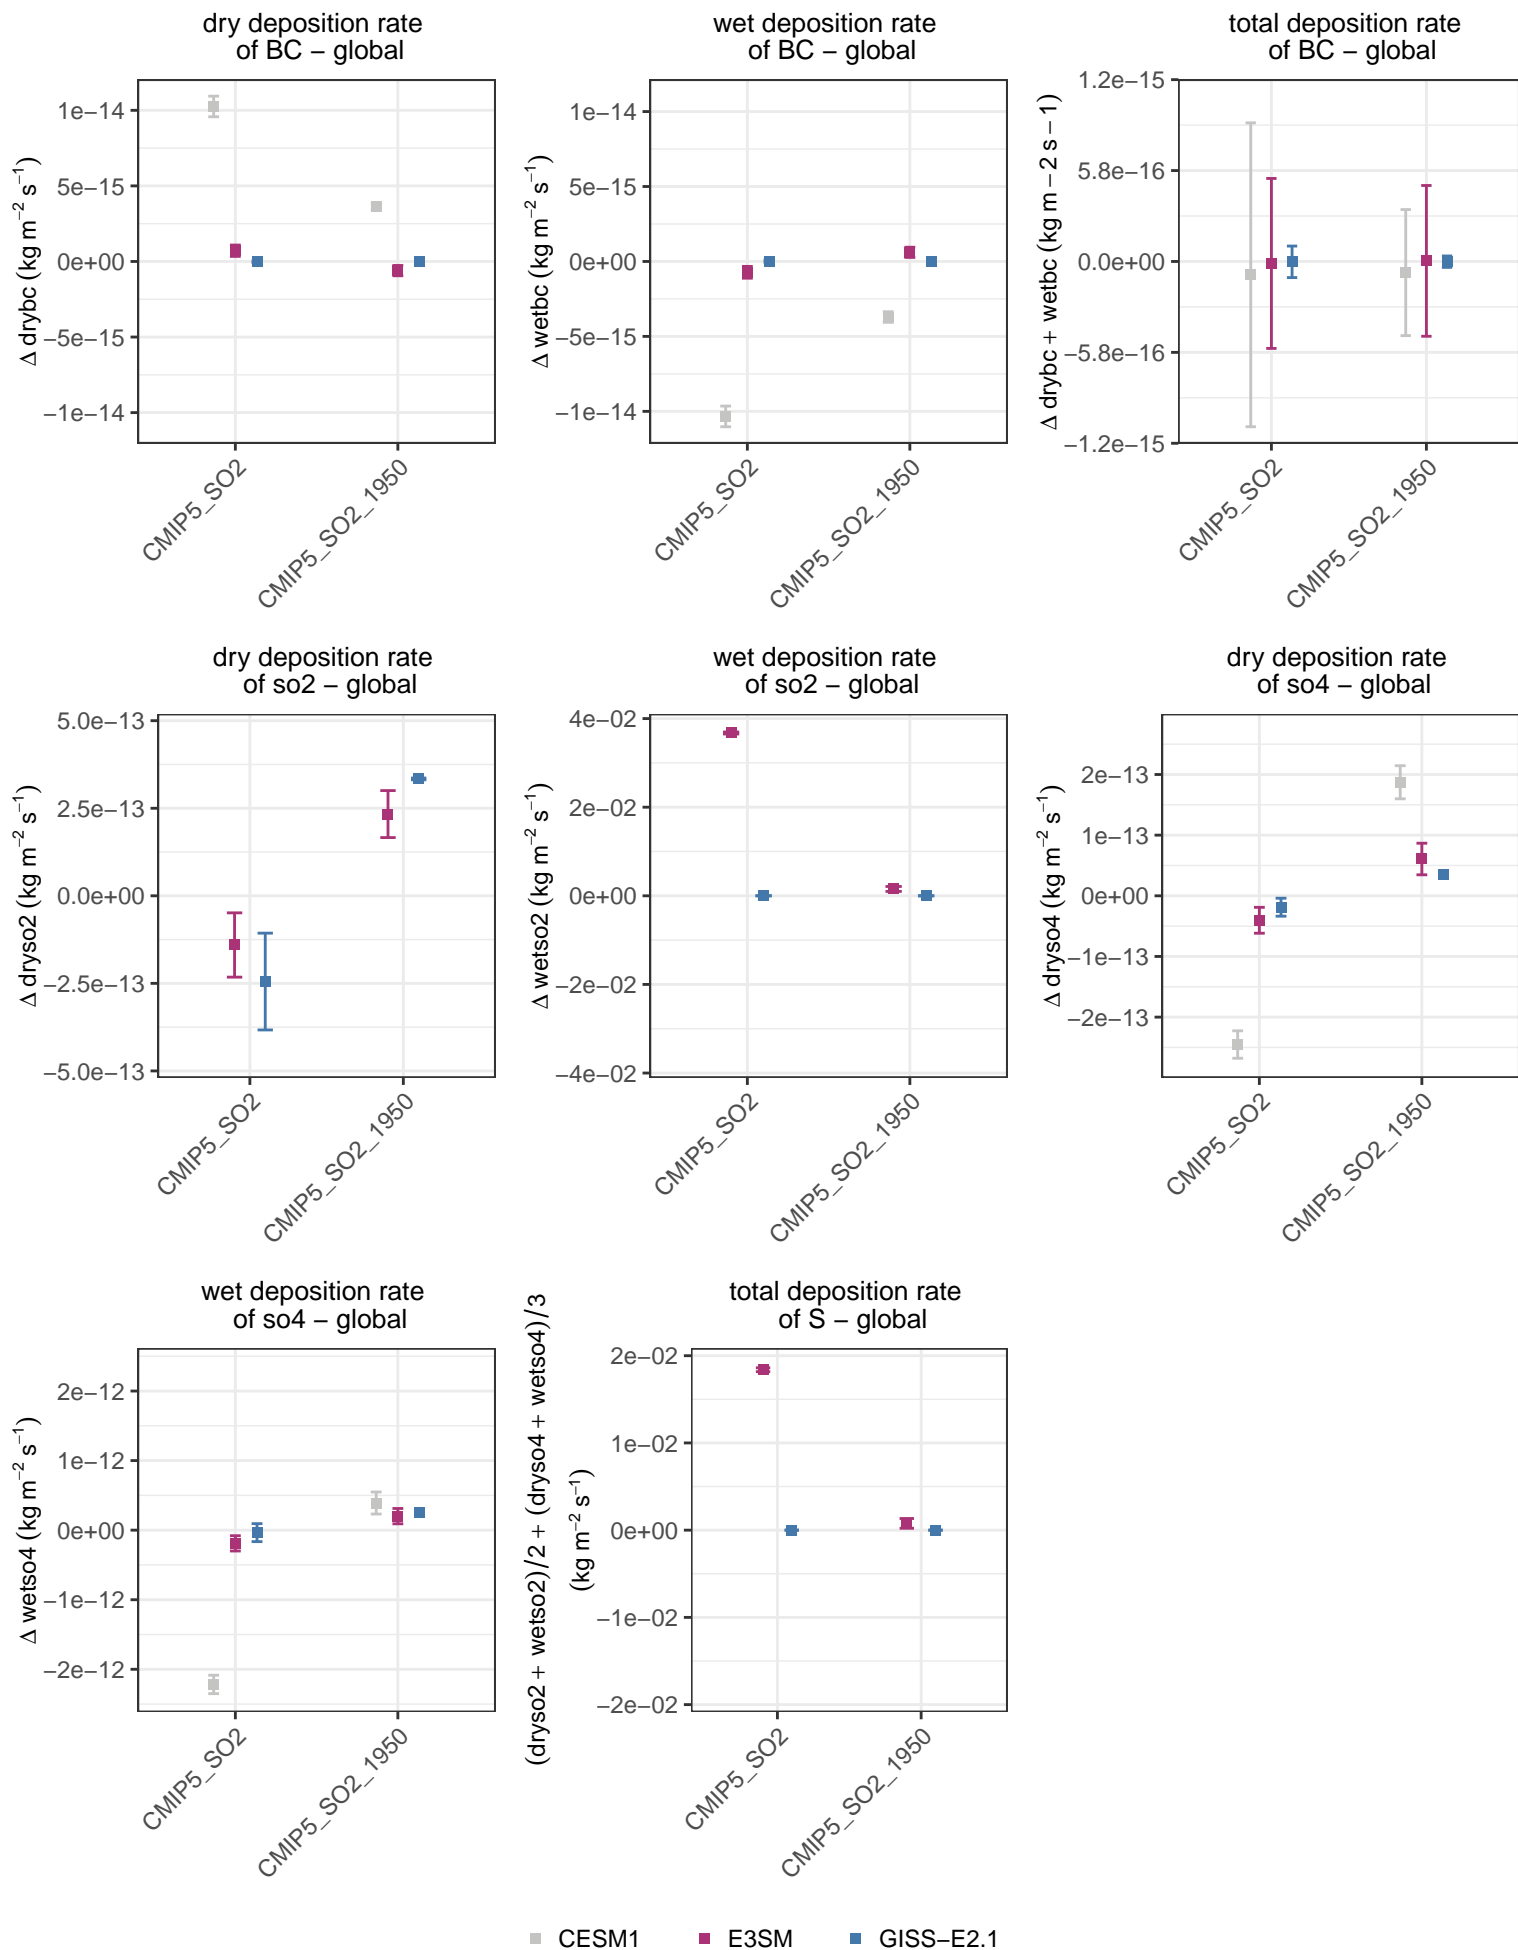 dry deposition rate
of BC – global
Δ drybc (kg m⁻² s⁻¹)
1e−14
5e−15
0e+00
−5e−15
−1e−14
CMIP5_SO2
CMIP5_SO2_1950
wet deposition rate
of BC – global
Δ wetbc (kg m⁻² s⁻¹)
1e−14
5e−15
0e+00
−5e−15
−1e−14
CMIP5_SO2
CMIP5_SO2_1950
total deposition rate
of BC – global
Δ drybc + wetbc (kg m − 2 s − 1)
1.2e−15
5.8e−16
0.0e+00
−5.8e−16
−1.2e−15
CMIP5_SO2
CMIP5_SO2_1950
dry deposition rate
of so2 – global
Δ dryso2 (kg m⁻² s⁻¹)
5.0e−13
2.5e−13
0.0e+00
−2.5e−13
−5.0e−13
CMIP5_SO2
CMIP5_SO2_1950
wet deposition rate
of so2 – global
Δ wetso2 (kg m⁻² s⁻¹)
4e−02
2e−02
0e+00
−2e−02
−4e−02
CMIP5_SO2
CMIP5_SO2_1950
dry deposition rate
of so4 – global
Δ dryso4 (kg m⁻² s⁻¹)
2e−13
1e−13
0e+00
−1e−13
−2e−13
CMIP5_SO2
CMIP5_SO2_1950
wet deposition rate
of so4 – global
Δ wetso4 (kg m⁻² s⁻¹)
2e−12
1e−12
0e+00
−1e−12
−2e−12
CMIP5_SO2
CMIP5_SO2_1950
total deposition rate
of S – global
(dryso2 + wetso2)/2 + (dryso4 + wetso4)/3
(kg m⁻² s⁻¹)
2e−02
1e−02
0e+00
−1e−02
−2e−02
CMIP5_SO2
CMIP5_SO2_1950
CESM1
E3SM
GISS−E2.1